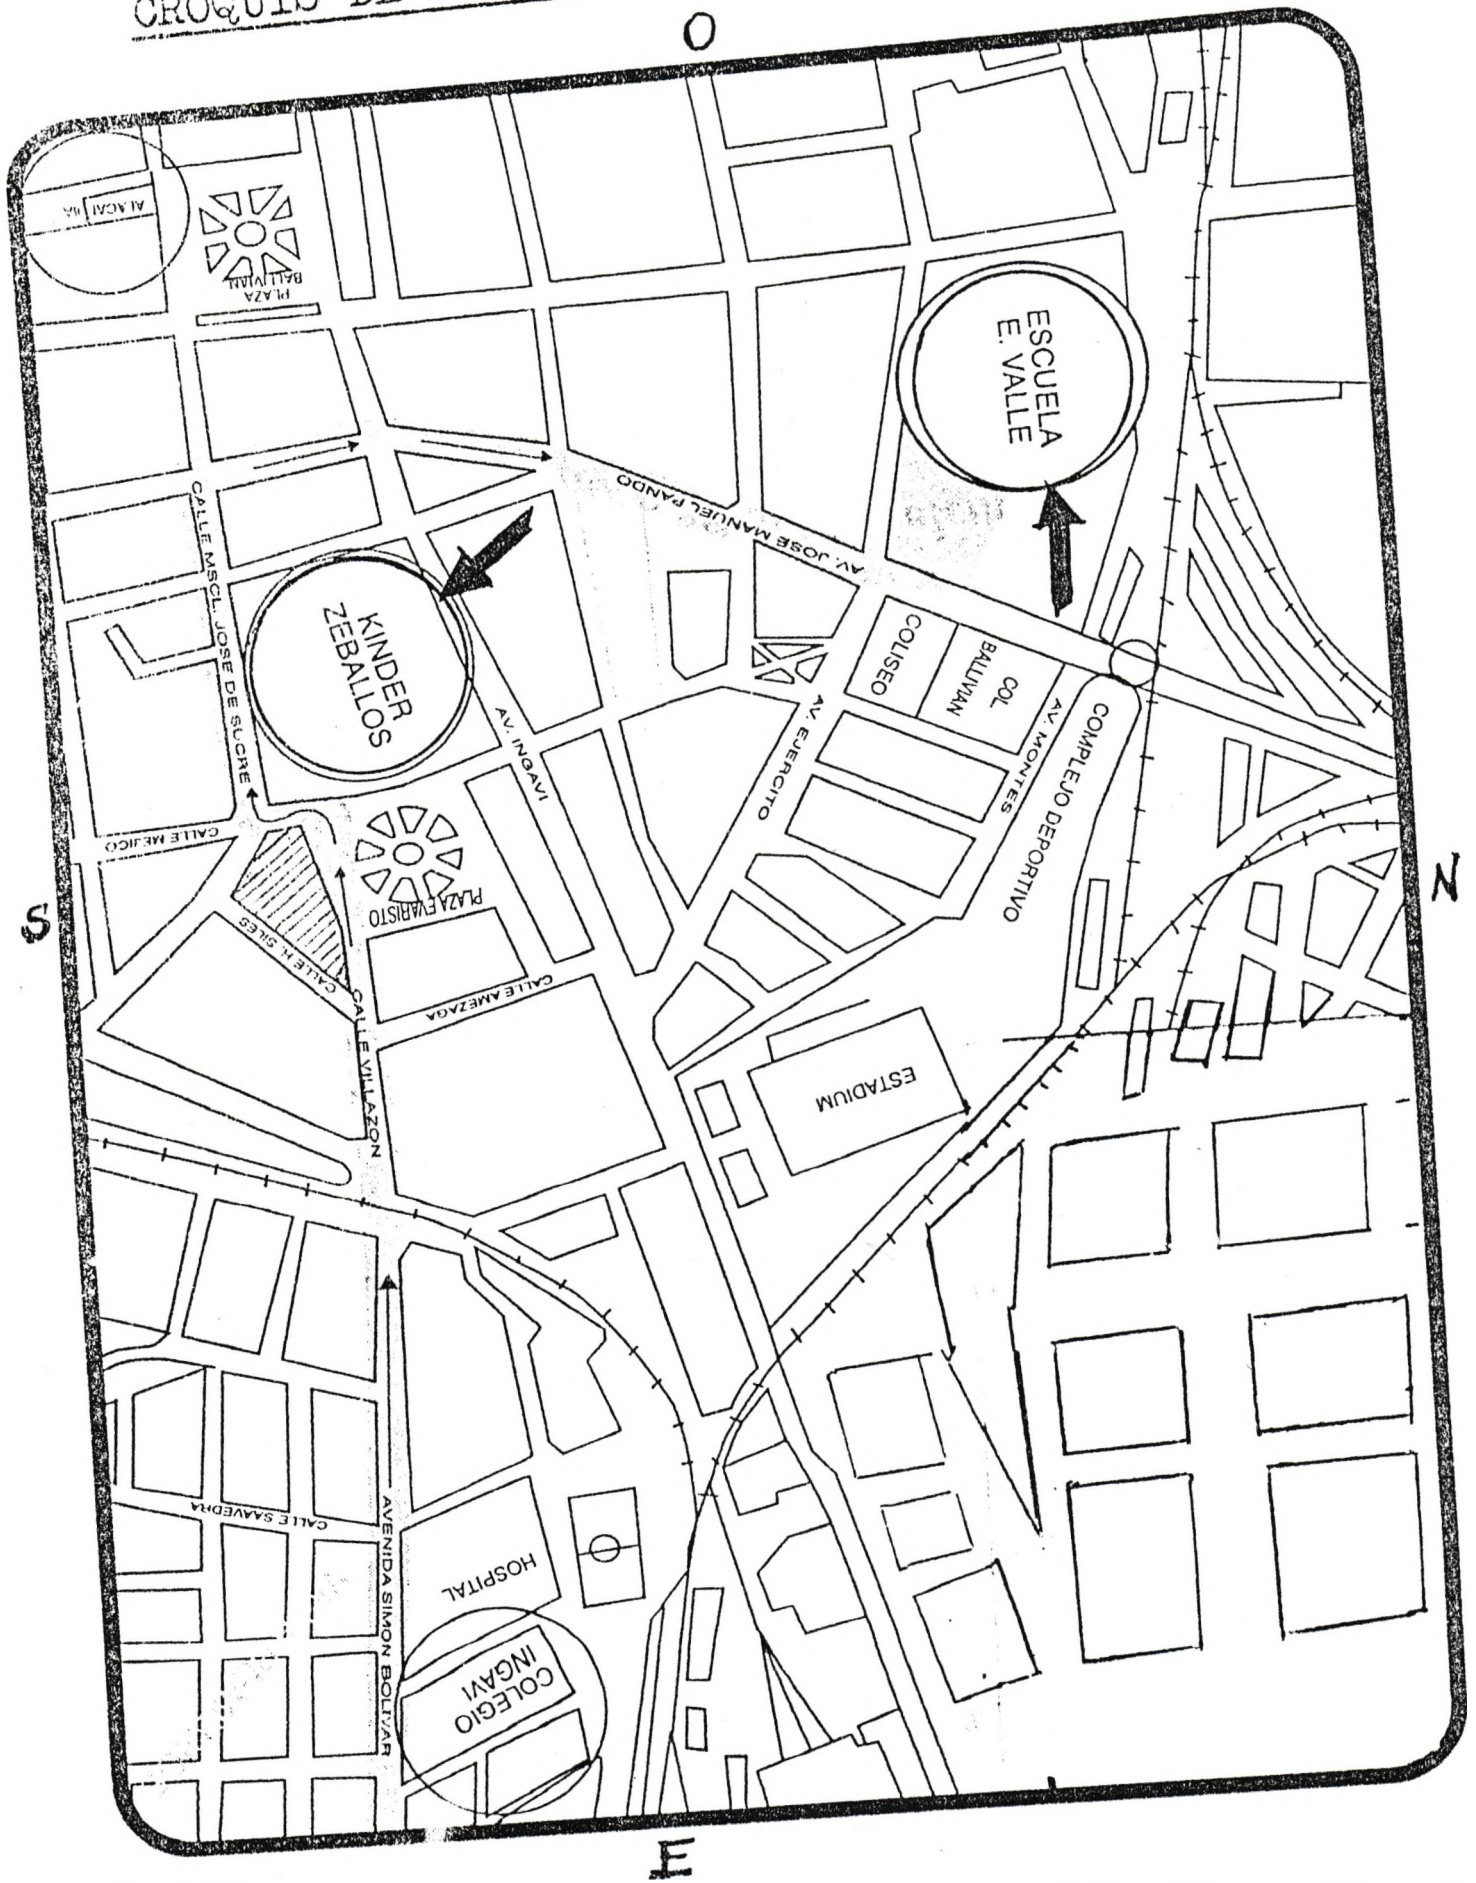 CROQUIS DE
O
PLAZA
BALLIVIAN
ESCUELA
E. VALLE
CALLE MSCL. JOSE DE SUCRE
AV. JOSE MANUEL PANDO
KINDER
ZEBALLOS
COLISEO
COL
BALLIVIAN
AV. MONTES
COMPLEJO DEPORTIVO
AV. INGAVI
AV. EJERCITO
CALLE MEJICO
PLAZA EVARISTO
S
N
CALLE H. SILES
CALLE AMEZAGA
CALLE VILLAZON
ESTADIUM
CALLE SAAVEDRA
AVENIDA SIMON BOLIVAR
HOSPITAL
COLEGIO
INGAVI
E